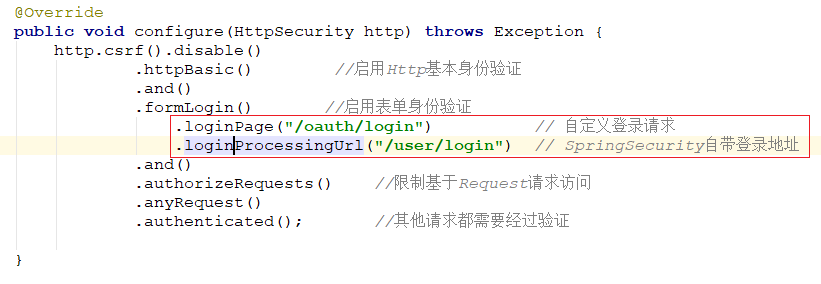 @Override
public void configure(HttpSecurity http) throws Exception {
http.csrf().disable()
.httpBasic() //启用Http基本身份验证
.and()
.formLogin() //启用表单身份验证
.loginPage("/oauth/login") // 自定义登录请求
.loginProcessingUrl("/user/login") // SpringSecurity自带登录地址
.and()
.authorizeRequests() //限制基于Request请求访问
.anyRequest()
.authenticated(); //其他请求都需要经过验证
}